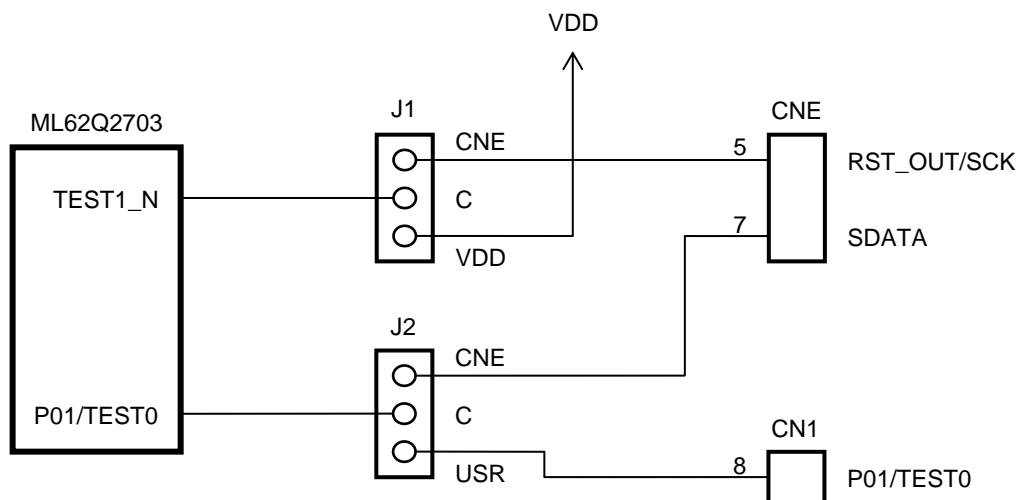 VDD
ML62Q2703
J1
CNE
CNE
5
RST_OUT/SCK
TEST1_N
C
7
SDATA
VDD
J2
CNE
P01/TEST0
C
CN1
USR
8
P01/TEST0